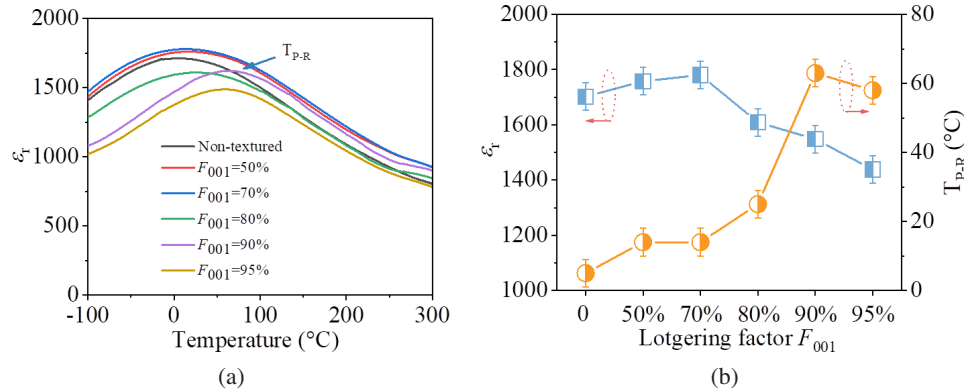 (a)
2000
1500
1000
500
0
εr
T_P-R
Non-textured
F001=50%
F001=70%
F001=80%
F001=90%
F001=95%
-100 0 100 200 300
Temperature (°C)
(a)
(b)
2000
1800
1600
1400
1200
1000
εr
80
60
40
20
0
T_P-R (°C)
0 50% 70% 80% 90% 95%
Lotgering factor F001
(b)